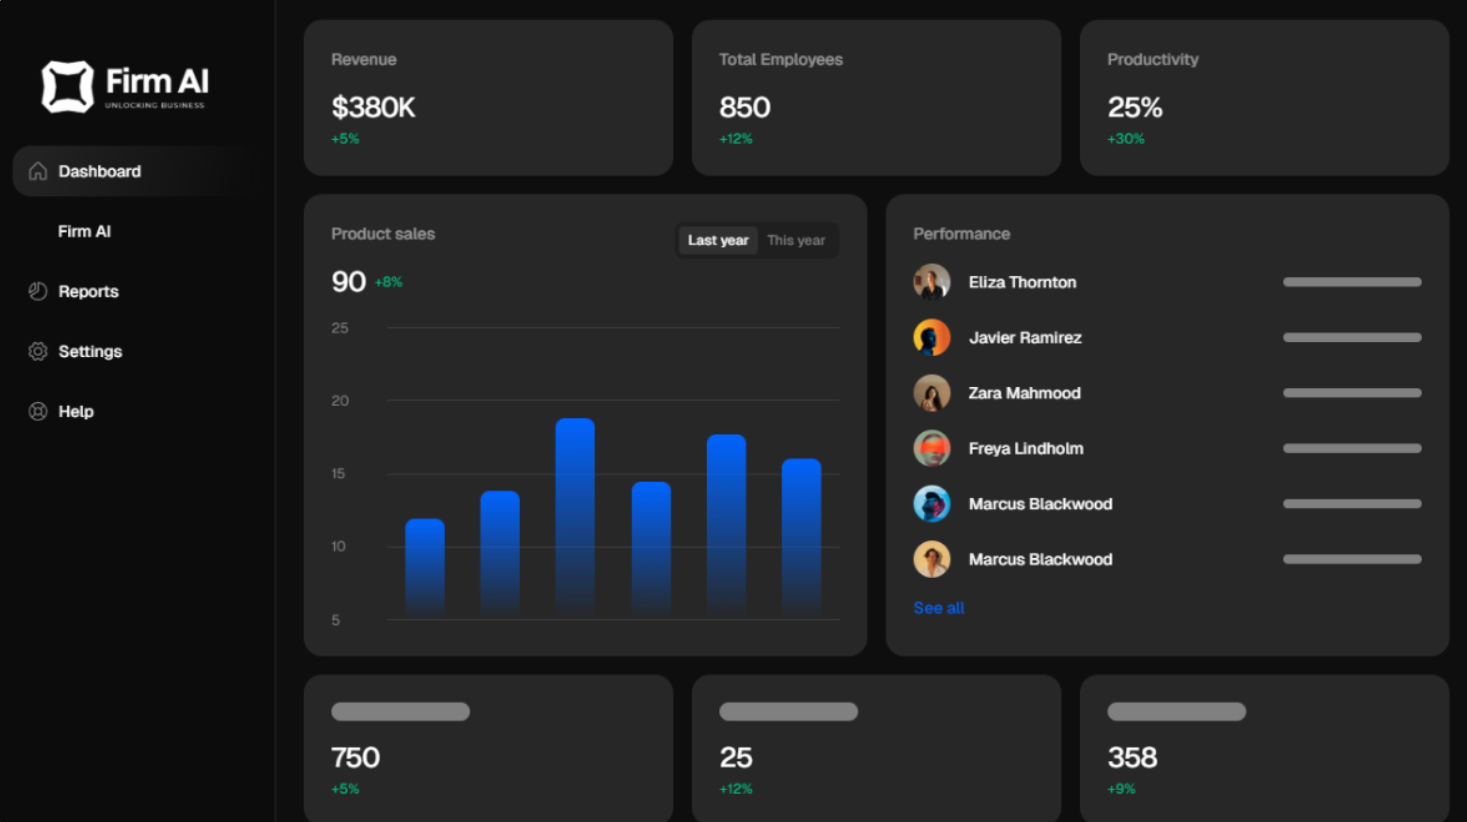 Firm AI
UNLOCKING BUSINESS
Dashboard
Firm AI
Reports
Settings
Help
Revenue
$380K
+5%
Total Employees
850
+12%
Productivity
25%
+30%
Product sales
Last year
This year
90 +8%
25
20
15
10
5
Performance
Eliza Thornton
Javier Ramirez
Zara Mahmood
Freya Lindholm
Marcus Blackwood
Marcus Blackwood
See all
750
+5%
25
+12%
358
+9%